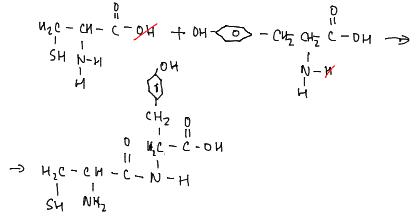 O O
H₂C - CH - C - OH + OH - - CH₂ CH₂ C - OH →
SH N-H N - H
H H
OH
CH₂ O
→ H₂C - CH - C - N - H O H₂C - C - OH
SH NH₂